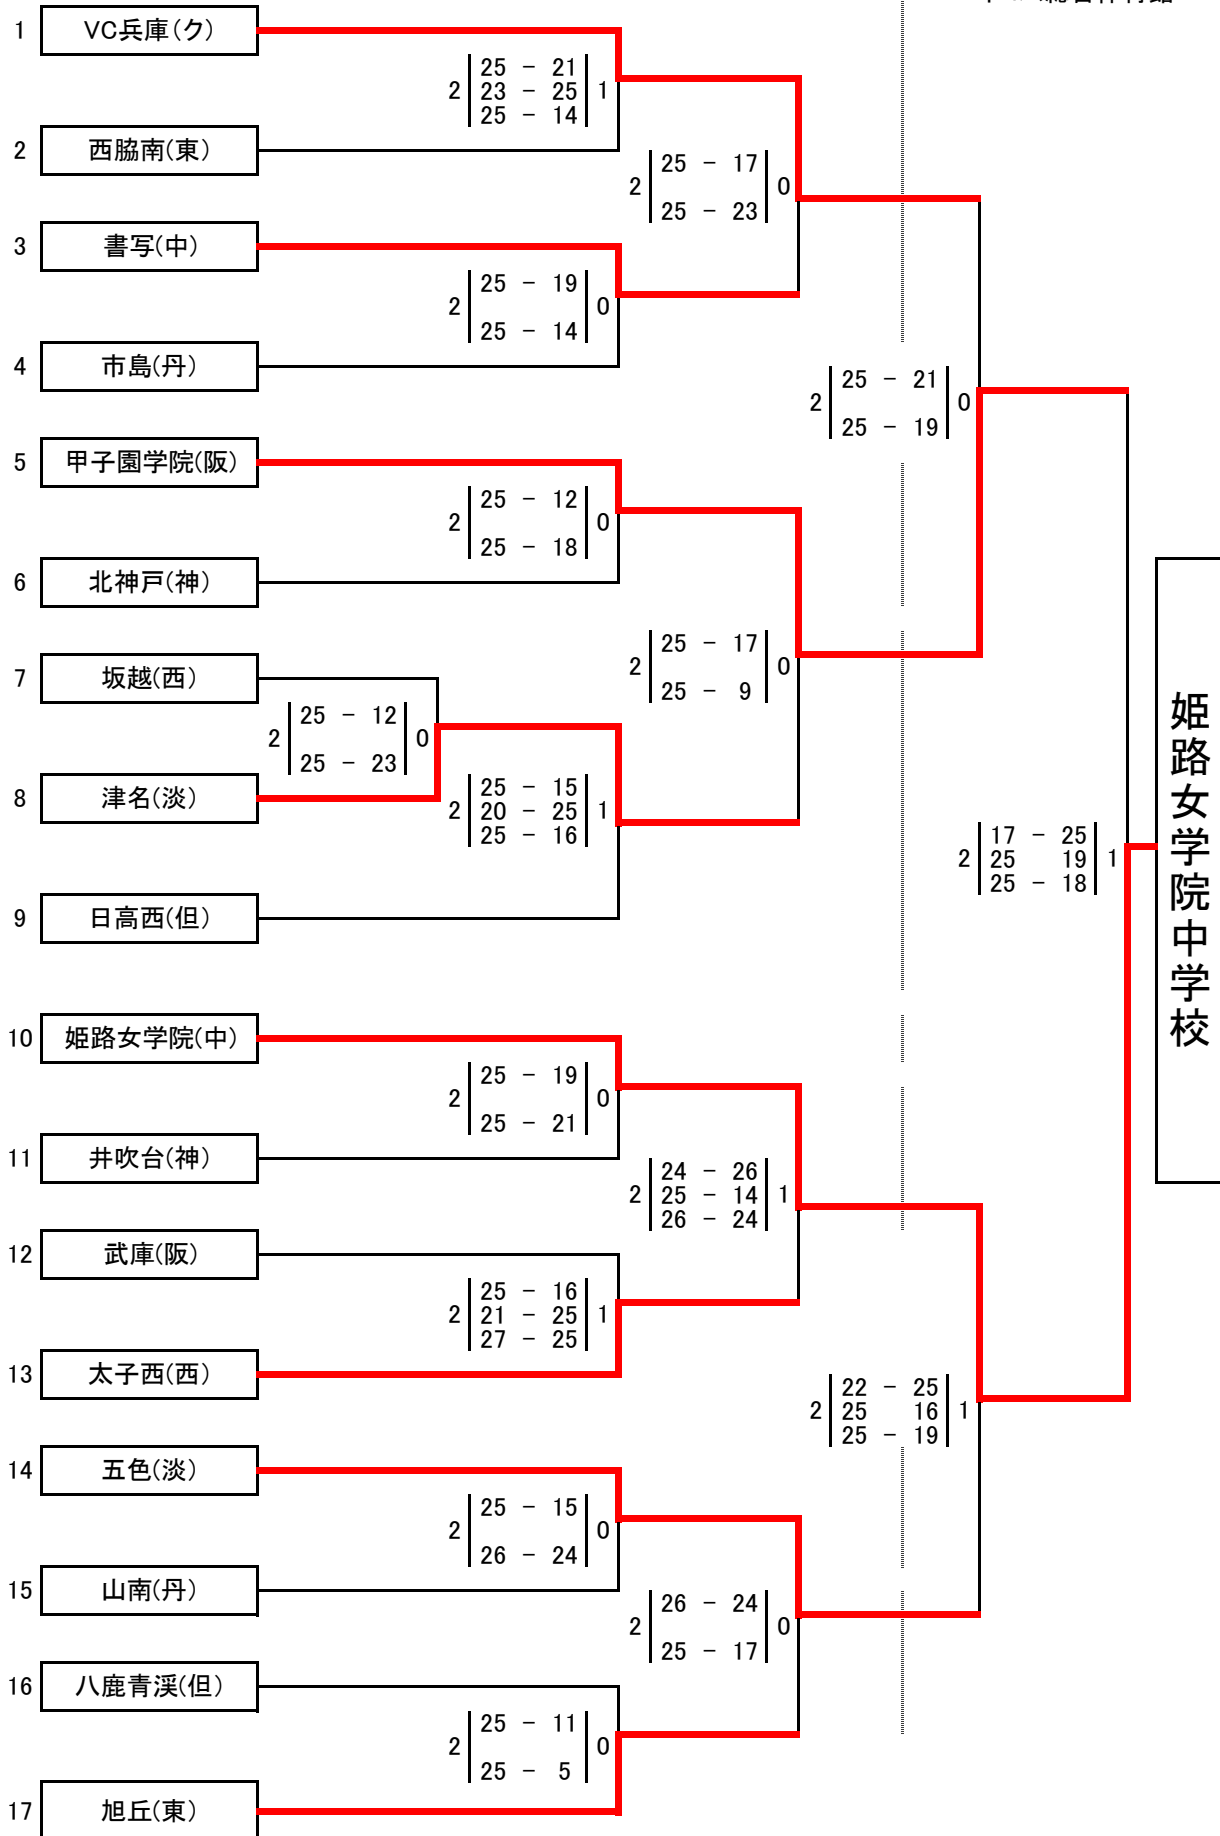 1 VC兵庫(ク)
25 - 21
2 23 - 25 1
25 - 14
2 西脇南(東)
25 - 17
2 0
25 - 23
3 書写(中)
25 - 19
2 0
25 - 14
4 市島(丹)
25 - 21
2 0
25 - 19
5 甲子園学院(阪)
25 - 12
2 0
25 - 18
6 北神戸(神)
25 - 17
2 0
25 - 9
7 坂越(西)
25 - 12
2 0
25 - 23
8 津名(淡)
25 - 15
2 20 - 25 1
25 - 16
17 - 25
2 25 19 1
25 - 18
9 日高西(但)
姫路女学院中学校
10 姫路女学院(中)
25 - 19
2 0
25 - 21
11 井吹台(神)
24 - 26
2 25 - 14 1
26 - 24
12 武庫(阪)
25 - 16
2 21 - 25 1
27 - 25
13 太子西(西)
22 - 25
2 25 16 1
25 - 19
14 五色(淡)
25 - 15
2 0
26 - 24
15 山南(丹)
26 - 24
2 0
25 - 17
16 八鹿青渓(但)
25 - 11
2 0
25 - 5
17 旭丘(東)